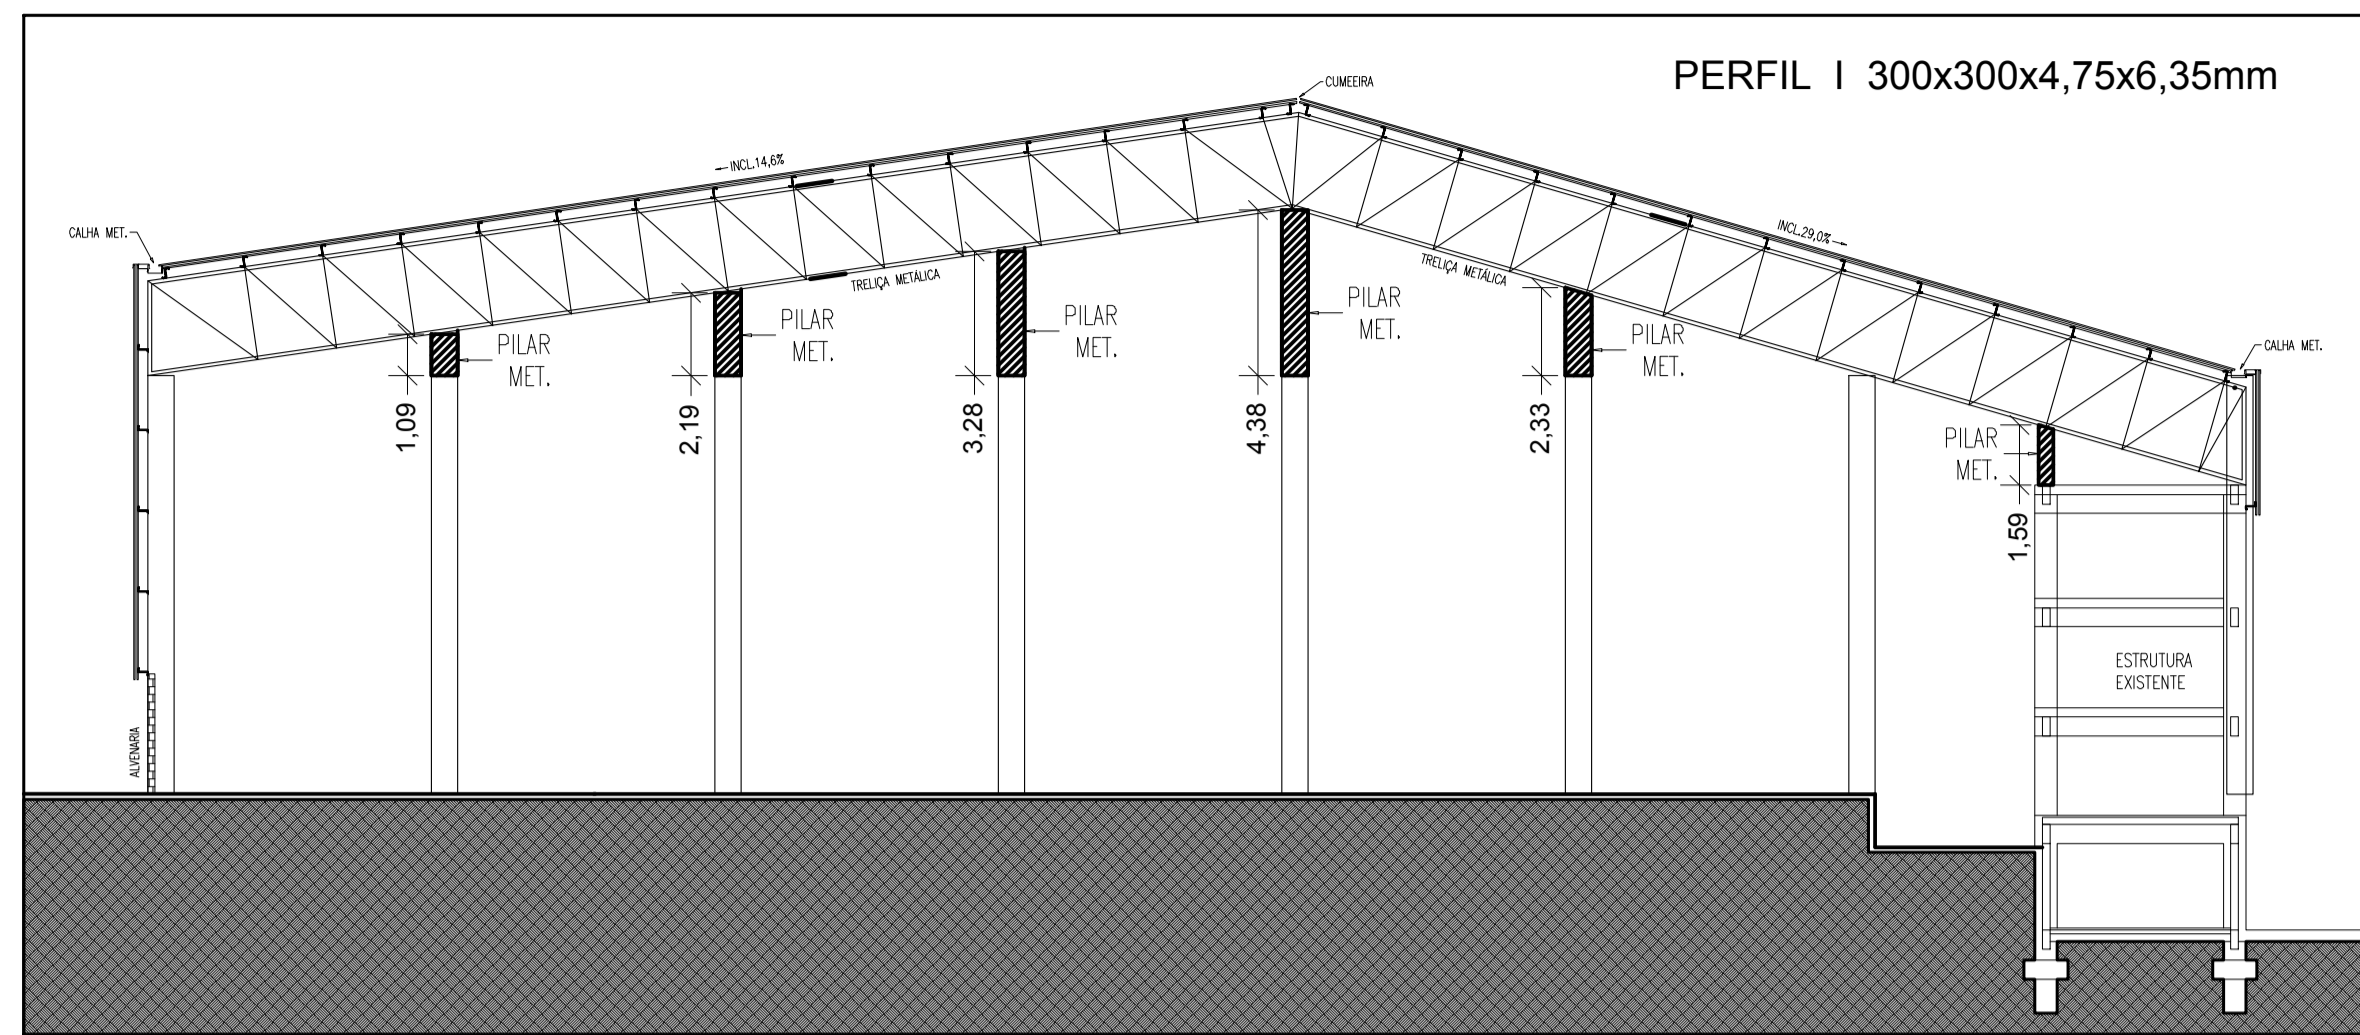 PERFIL I 300x300x4,75x6,35mm
CUMEEIRA
INCL.14,6%
CALHA MET.
INCL.29,0%
TRELIÇA METÁLICA
TRELIÇA METÁLICA
CALHA MET.
PILAR
MET.
PILAR
MET.
PILAR
MET.
PILAR
MET.
PILAR
MET.
PILAR
MET.
1,09
2,19
3,28
4,38
2,33
1,59
ESTRUTURA
EXISTENTE
ALVENARIA